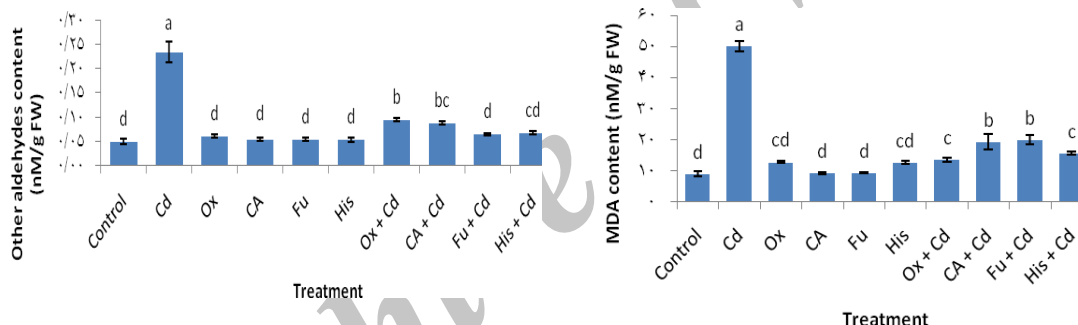 Other aldehydes content
(nM/g FW)
۰/۳۰
۰/۲۵
۰/۲۰
۰/۱۵
۰/۱۰
۰/۰۵
۰/۰۰
d a d d d d b bc d cd
Control Cd Ox CA Fu His Ox + Cd CA + Cd Fu + Cd His + Cd
Treatment
MDA content (nM/g FW)
۶۰
۵۰
۴۰
۳۰
۲۰
۱۰
۰
d a cd d d cd c b b c
Control Cd Ox CA Fu His Ox + Cd CA + Cd Fu + Cd His + Cd
Treatment